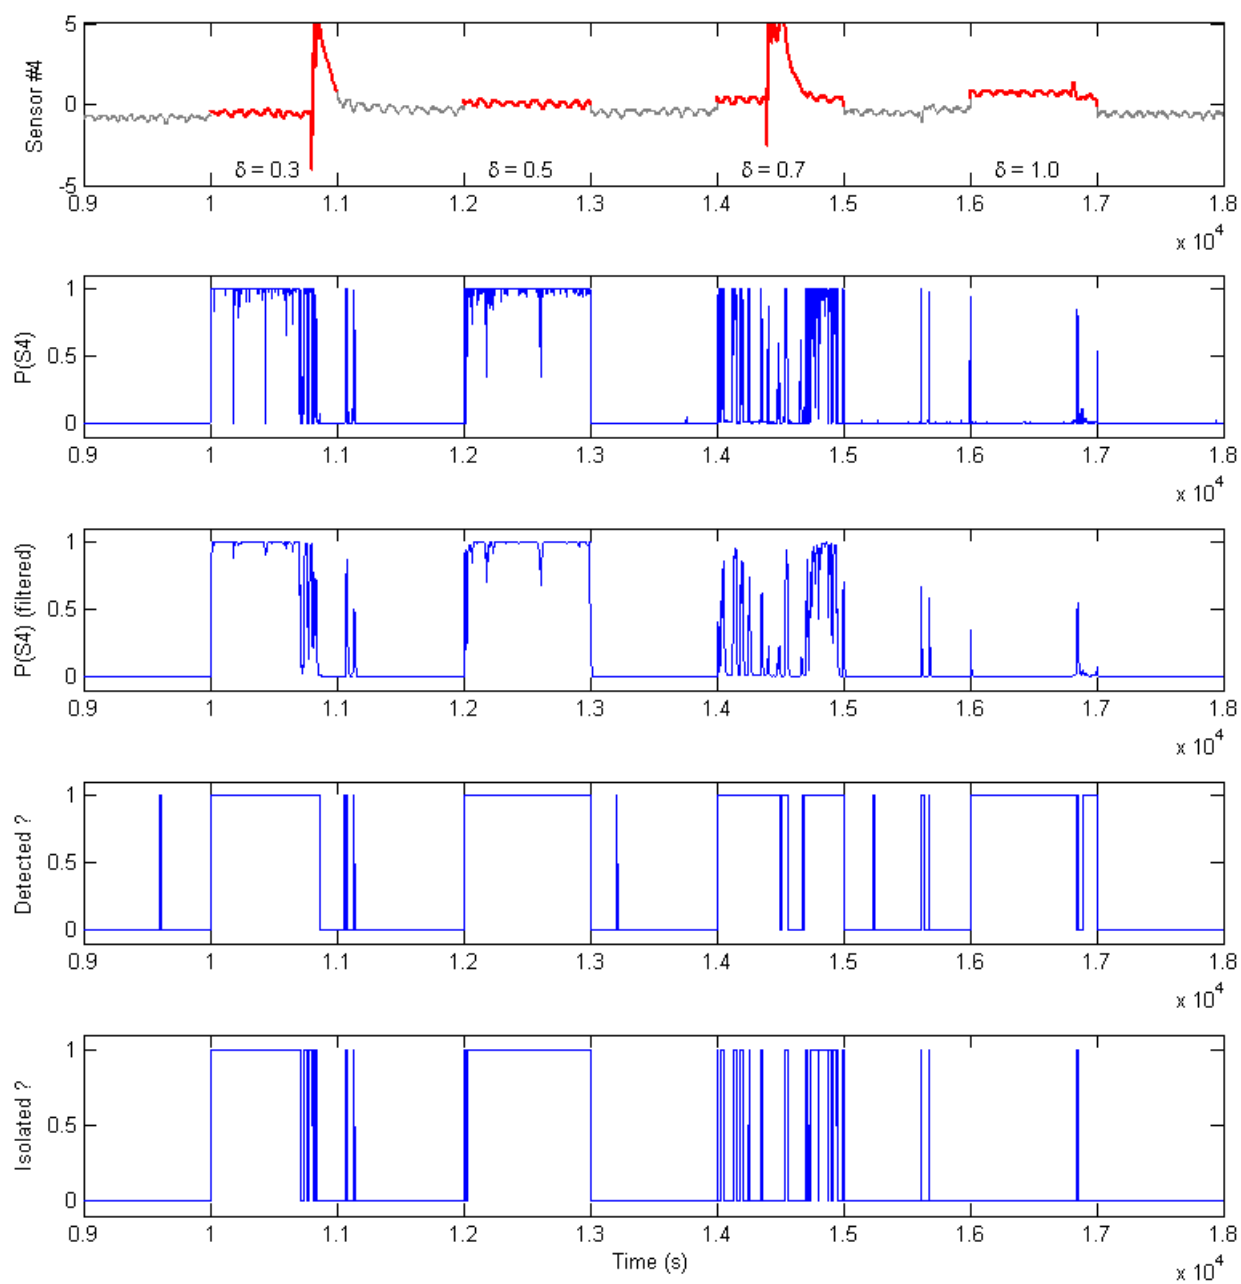 5
0
-5
Sensor #4
δ = 0.3 δ = 0.5 δ = 0.7 δ = 1.0
0.9 1 1.1 1.2 1.3 1.4 1.5 1.6 1.7 1.8
x 10^4
1
0.5
0
P(S4)
0.9 1 1.1 1.2 1.3 1.4 1.5 1.6 1.7 1.8
x 10^4
1
0.5
0
P(S4) (filtered)
0.9 1 1.1 1.2 1.3 1.4 1.5 1.6 1.7 1.8
x 10^4
1
0.5
0
Detected ?
0.9 1 1.1 1.2 1.3 1.4 1.5 1.6 1.7 1.8
x 10^4
1
0.5
0
Isolated ?
0.9 1 1.1 1.2 1.3 1.4 1.5 1.6 1.7 1.8
Time (s)
x 10^4